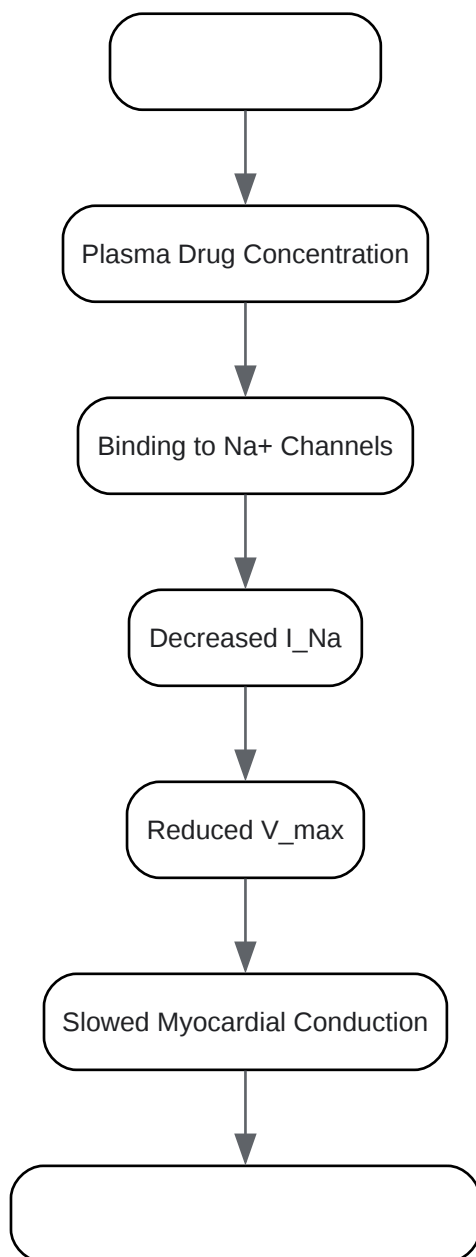 Plasma Drug Concentration
Binding to Na+ Channels
Decreased I_Na
Reduced V_max
Slowed Myocardial Conduction